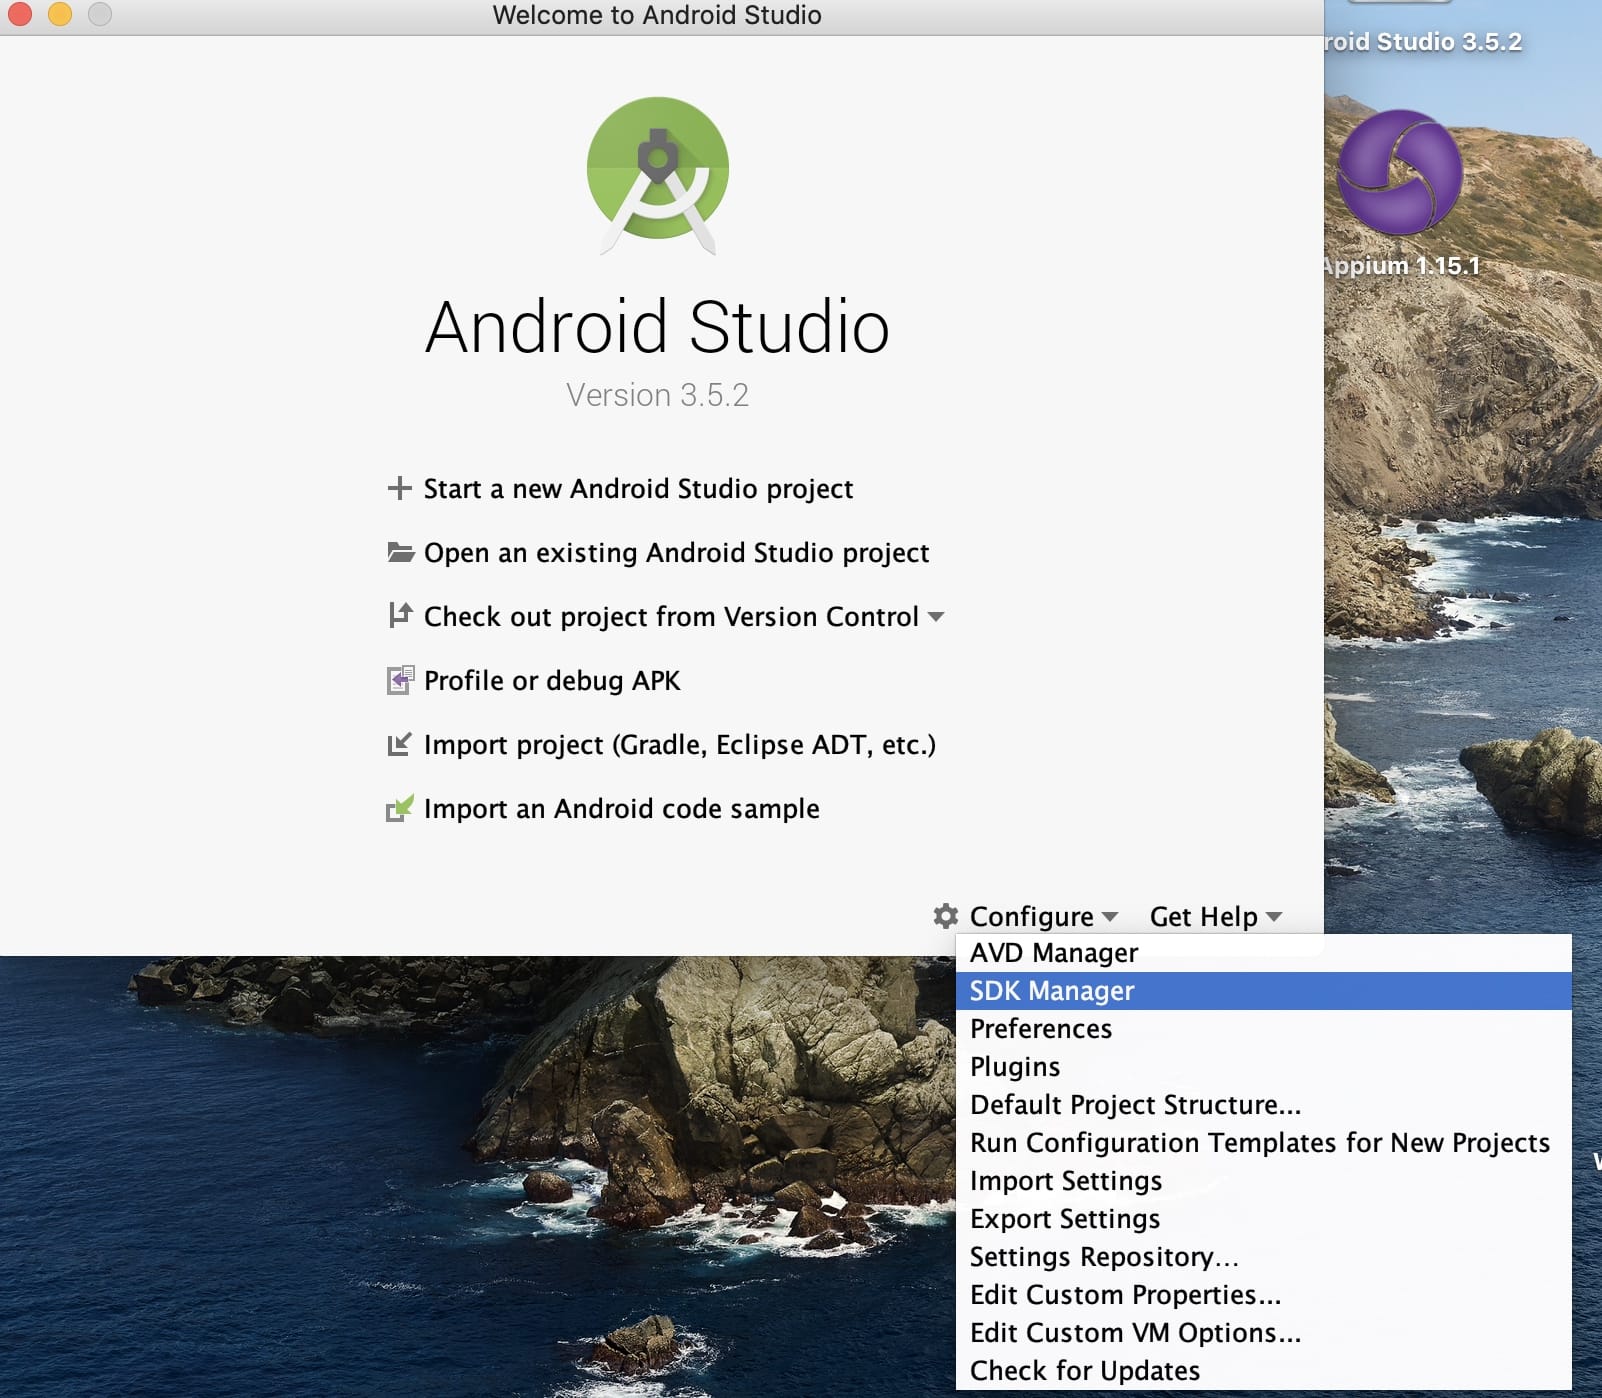 Welcome to Android Studio
roid Studio 3.5.2
Appium 1.15.1
Android Studio
Version 3.5.2
Start a new Android Studio project
Open an existing Android Studio project
Check out project from Version Control
Profile or debug APK
Import project (Gradle, Eclipse ADT, etc.)
Import an Android code sample
Configure
Get Help
AVD Manager
SDK Manager
Preferences
Plugins
Default Project Structure...
Run Configuration Templates for New Projects
Import Settings
Export Settings
Settings Repository...
Edit Custom Properties...
Edit Custom VM Options...
Check for Updates